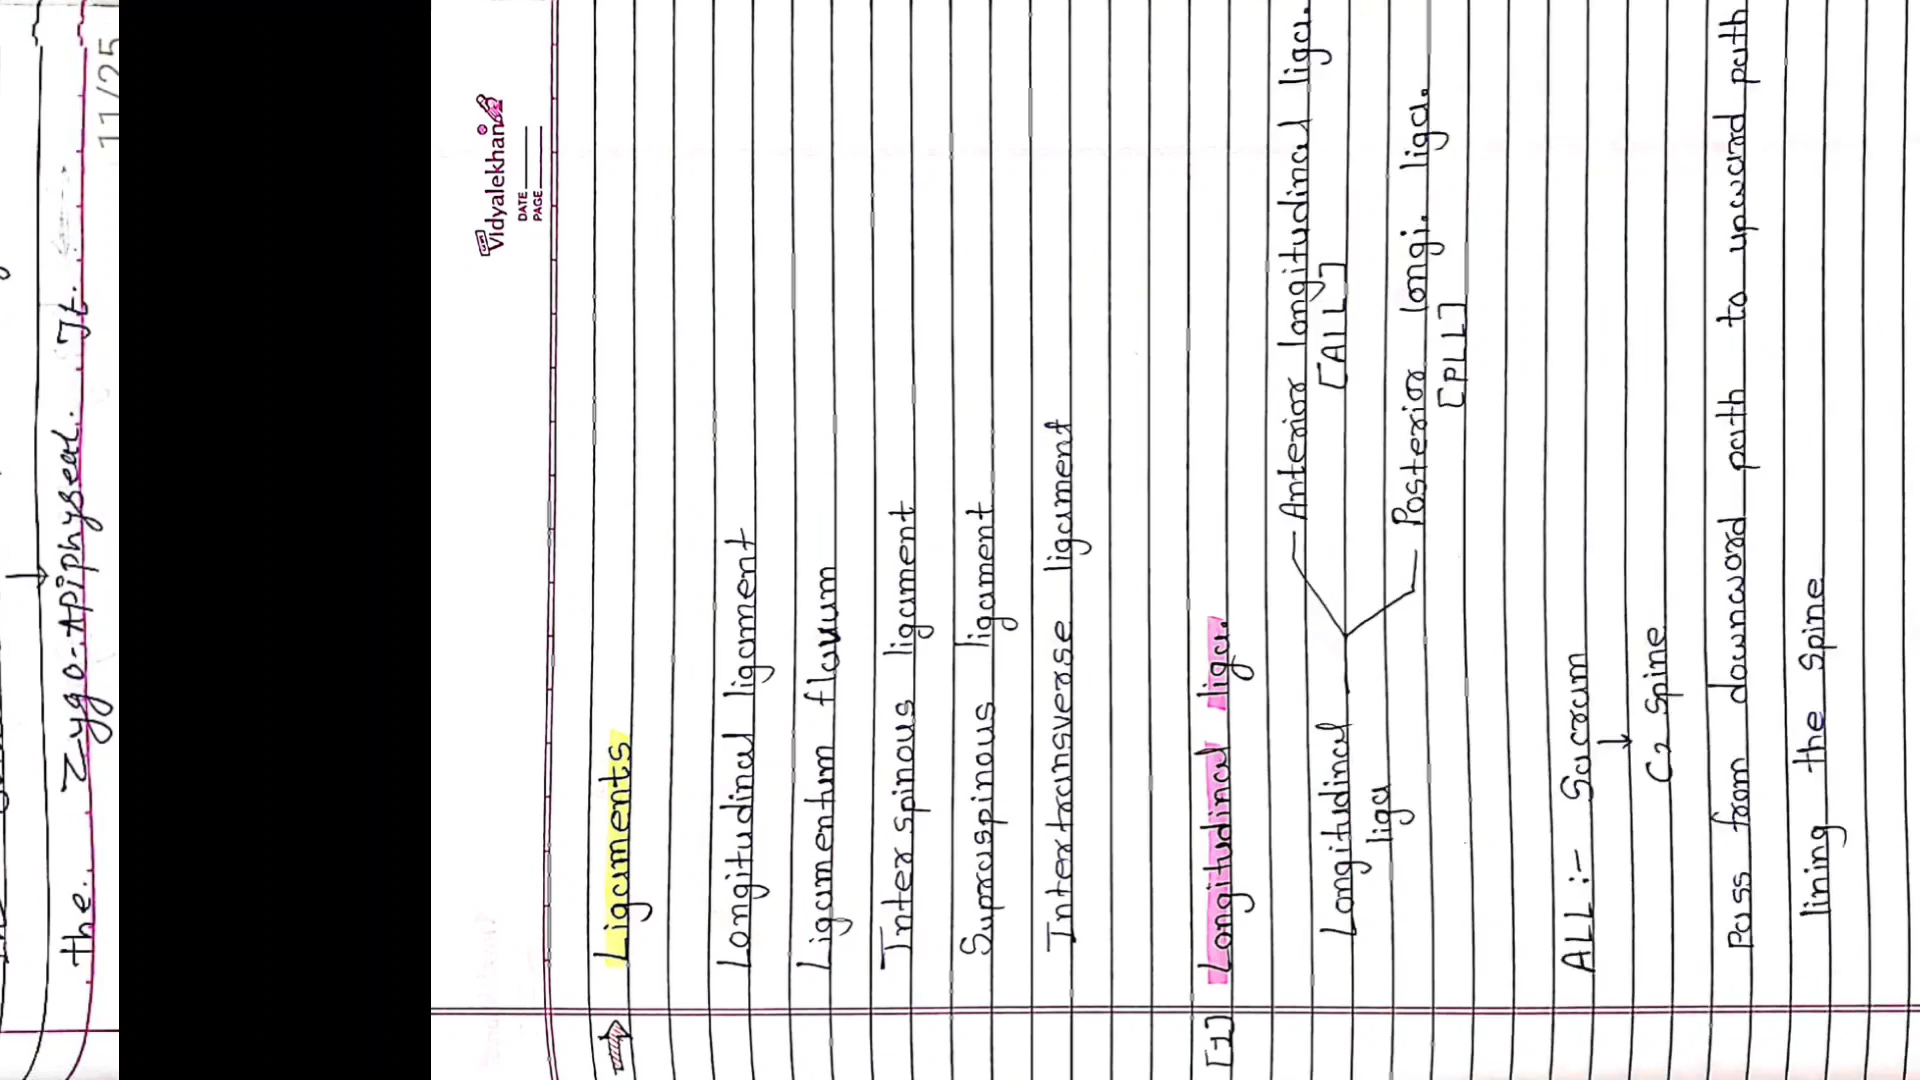 the.. Zygo-Apiphyseal. Jt.
11/25
Vidyalekhan
DATE
PAGE
⇒ Ligaments
Longitudinal ligament
Ligamentum flavum
Inter spinous ligament
Supraspinous ligament
Intertransverse ligament
[1] Longitudinal liga.
Anterior longitudinal liga.
[ALL]
Longitudinal
liga
Posterior longi. liga.
[PLL]
ALL :- Sacrum
↓
C2 spine
Pass from downward path to upward path
lining the spine